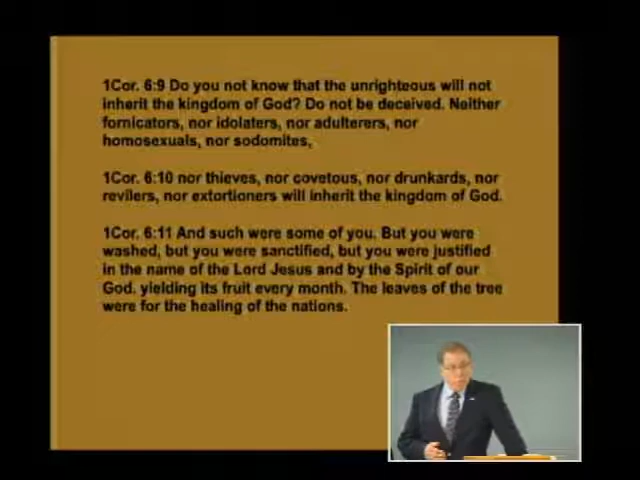 1Cor. 6:9 Do you not know that the unrighteous will not
inherit the kingdom of God? Do not be deceived. Neither
fornicators, nor idolaters, nor adulterers, nor
homosexuals, nor sodomites,
1Cor. 6:10 nor thieves, nor covetous, nor drunkards, nor
revilers, nor extortioners will inherit the kingdom of God.
1Cor. 6:11 And such were some of you. But you were
washed, but you were sanctified, but you were justified
in the name of the Lord Jesus and by the Spirit of our
God. yielding its fruit every month. The leaves of the tree
were for the healing of the nations.